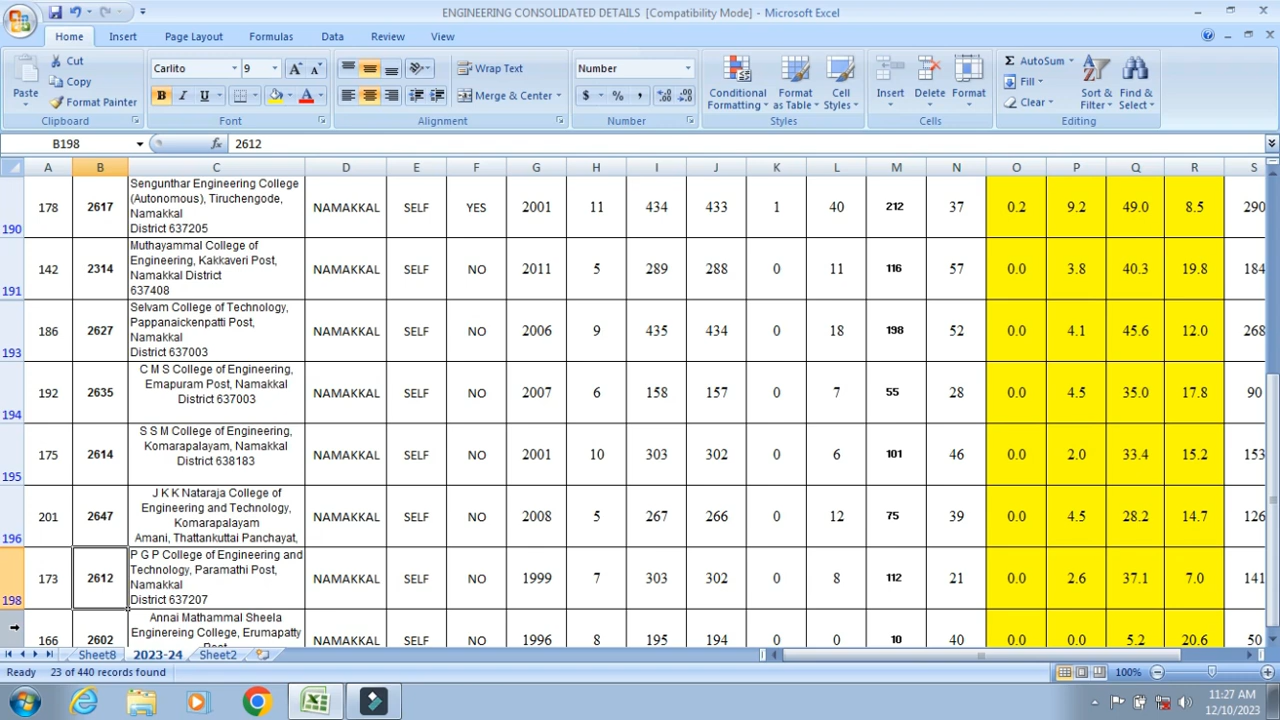 ENGINEERING CONSOLIDATED DETAILS [Compatibility Mode] - Microsoft Excel
Home Insert Page Layout Formulas Data Review View
Paste Cut Copy Format Painter Clipboard
Carlito 9 A A B I U A Font
Wrap Text Merge & Center Alignment
Number $ % , Number
Conditional Formatting Format as Table Cell Styles Styles
Insert Delete Format Cells
Σ AutoSum Fill Clear Sort & Filter Find & Select Editing
B198 fx 2612
A B C D E F G H I J K L M N O P Q R S
190 178 2617 Sengunthar Engineering College
(Autonomous), Tiruchengode,
Namakkal
District 637205 NAMAKKAL SELF YES 2001 11 434 433 1 40 212 37 0.2 9.2 49.0 8.5 290
191 142 2314 Muthayammal College of
Engineering, Kakkaveri Post,
Namakkal District
637408 NAMAKKAL SELF NO 2011 5 289 288 0 11 116 57 0.0 3.8 40.3 19.8 184
193 186 2627 Selvam College of Technology,
Pappanaickenpatti Post,
Namakkal
District 637003 NAMAKKAL SELF NO 2006 9 435 434 0 18 198 52 0.0 4.1 45.6 12.0 268
194 192 2635 C M S College of Engineering,
Emapuram Post, Namakkal
District 637003 NAMAKKAL SELF NO 2007 6 158 157 0 7 55 28 0.0 4.5 35.0 17.8 90
195 175 2614 S S M College of Engineering,
Komarapalayam, Namakkal
District 638183 NAMAKKAL SELF NO 2001 10 303 302 0 6 101 46 0.0 2.0 33.4 15.2 153
196 201 2647 J K K Nataraja College of
Engineering and Technology,
Komarapalayam
Amani, Thattankuttai Panchayat, NAMAKKAL SELF NO 2008 5 267 266 0 12 75 39 0.0 4.5 28.2 14.7 126
198 173 2612 P G P College of Engineering and
Technology, Paramathi Post,
Namakkal
District 637207 NAMAKKAL SELF NO 1999 7 303 302 0 8 112 21 0.0 2.6 37.1 7.0 141
166 2602 Annai Mathammal Sheela
Enginereing College, Erumapatty
Post NAMAKKAL SELF NO 1996 8 195 194 0 0 10 40 0.0 0.0 5.2 20.6 50
Sheet8 2023-24 Sheet2
Ready 23 of 440 records found 100%
11:27 AM
12/10/2023